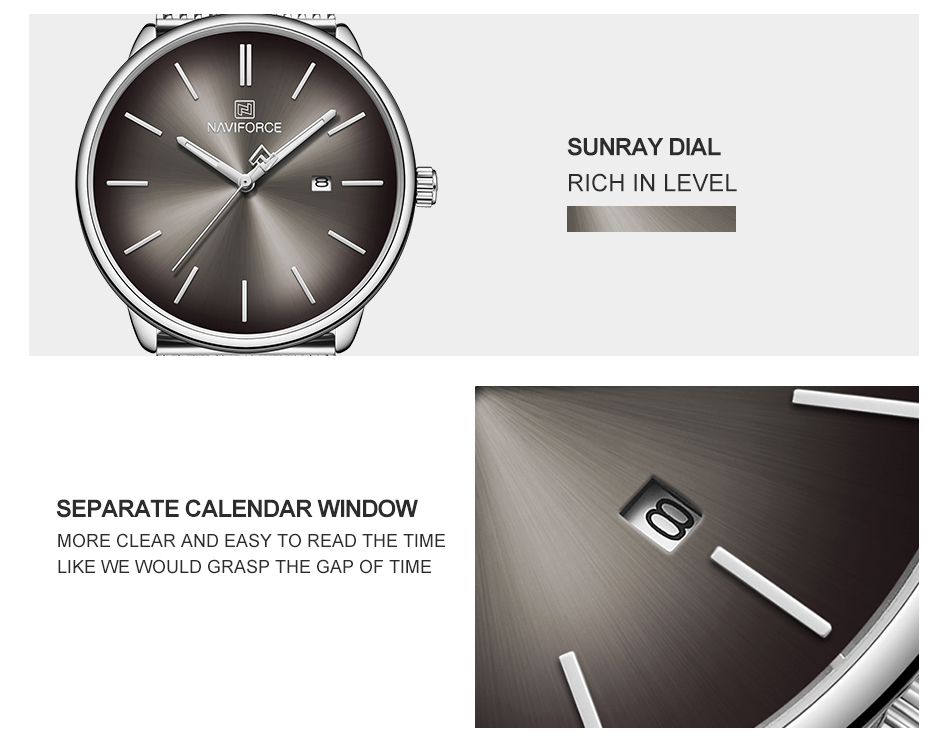 NAVIFORCE
8
SUNRAY DIAL
RICH IN LEVEL
SEPARATE CALENDAR WINDOW
MORE CLEAR AND EASY TO READ THE TIME
LIKE WE WOULD GRASP THE GAP OF TIME
8